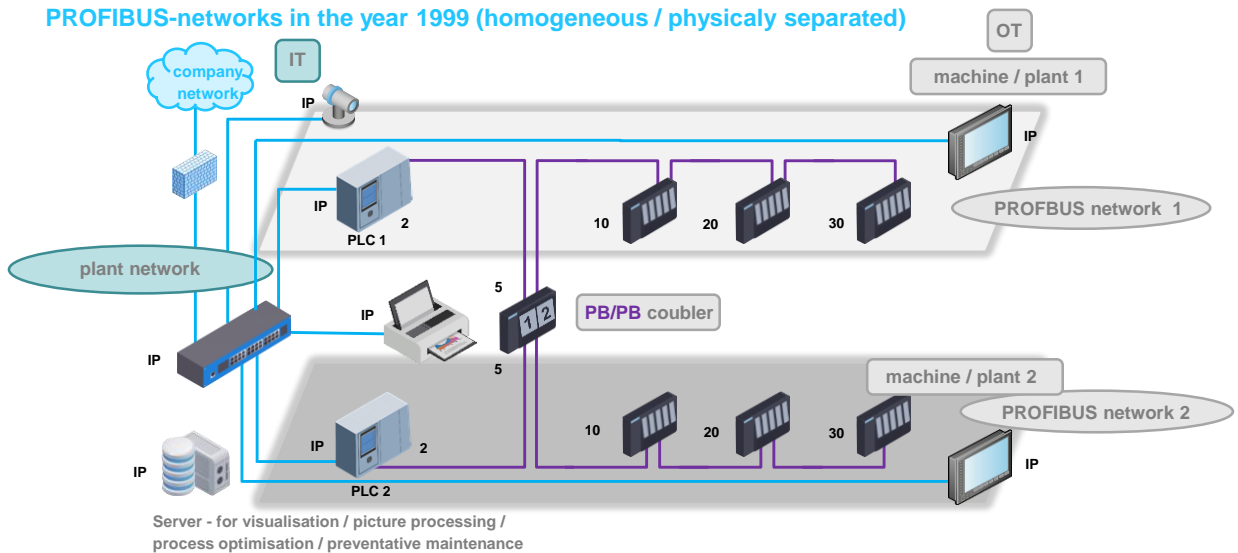 PROFIBUS-networks in the year 1999 (homogeneous / physicaly separated)
IT
OT
company
network
machine / plant 1
IP
IP
IP
2
PLC 1
10
20
30
PROFBUS network  1
plant network
5
IP
PB/PB coubler
IP
5
machine / plant 2
PROFIBUS network 2
10
20
30
IP
2
IP
IP
PLC 2
1 2
Server - for visualisation / picture processing /
process optimisation / preventative maintenance